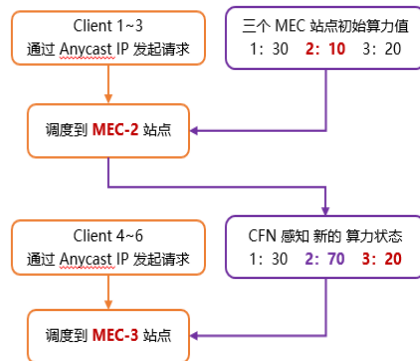 Client 1~3
通过 Anycast IP 发起请求
三个 MEC 站点初始算力值
1：30 2：10 3：20
调度到 MEC-2 站点
Client 4~6
通过 Anycast IP 发起请求
CFN 感知 新的 算力状态
1：30 2：70 3：20
调度到 MEC-3 站点